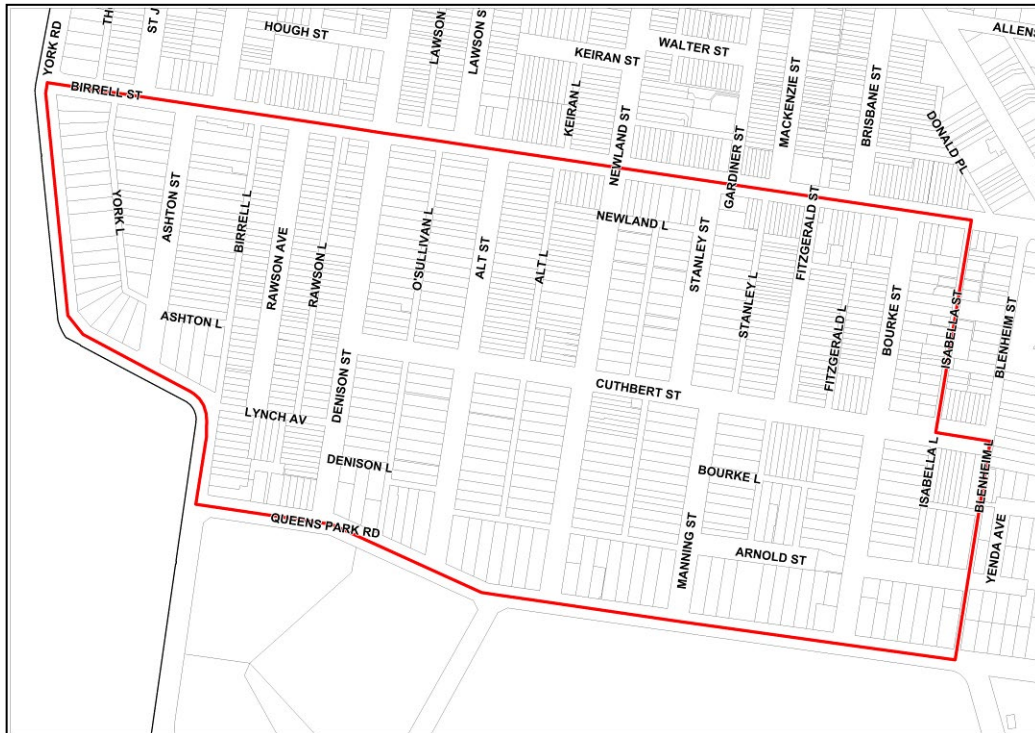 YORK RD
TH
ST J
HOUGH ST
LAWSON
LAWSON S
KEIRAN ST
WALTER ST
ALLENS
BIRRELL ST
KEIRAN L
NEWLAND ST
GARDINER ST
MACKENZIE ST
BRISBANE ST
DONALD PL
YORK L
ASHTON ST
BIRRELL L
RAWSON AVE
RAWSON L
O'SULLIVAN L
ALT ST
ALT L
NEWLAND L
STANLEY ST
STANLEY L
FITZGERALD ST
FITZGERALD L
BOURKE ST
ISABELLA ST
BLENHEIM ST
ASHTON L
DENISON ST
CUTHBERT ST
LYNCH AV
DENISON L
BOURKE L
ISABELLA L
BLENHEIM L
QUEENS PARK RD
MANNING ST
ARNOLD ST
YENDA AVE